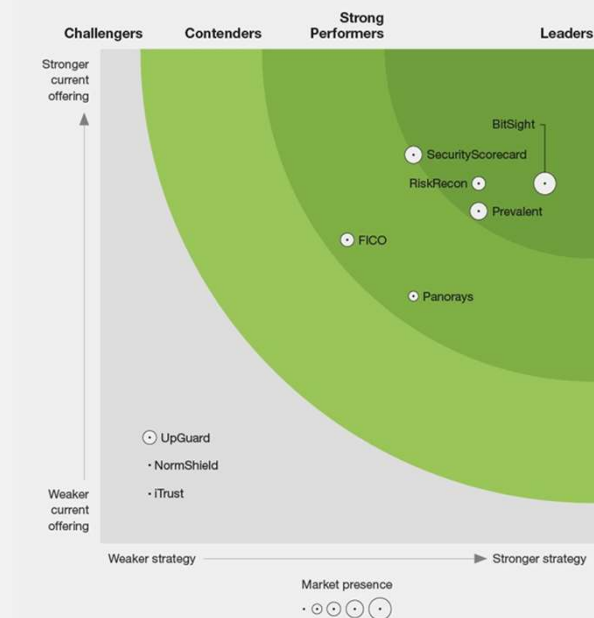 Challengers
Contenders
Strong
Performers
Leaders
Stronger
current
offering
BitSight
SecurityScorecard
RiskRecon
Prevalent
FICO
Panorays
UpGuard
NormShield
iTrust
Weaker
current
offering
Weaker strategy
Stronger strategy
Market presence